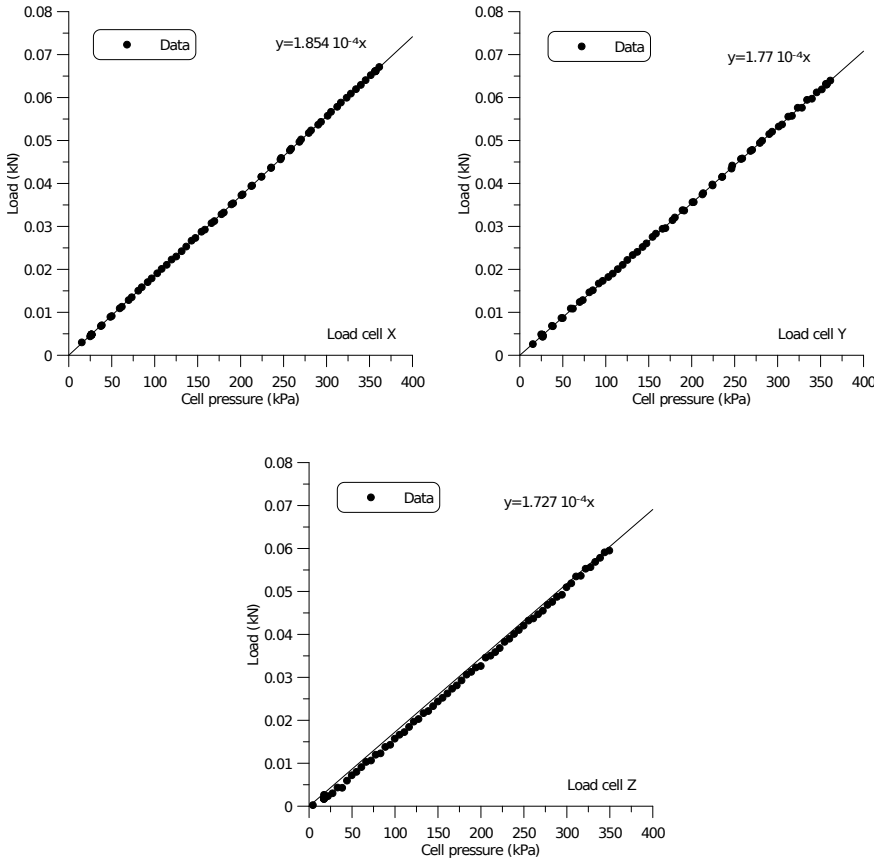 0.08
0.07
0.06
0.05
0.04
0.03
0.02
0.01
0
Load (kN)
Data
y=1.854 10⁻⁴x
Load cell X
0 50 100 150 200 250 300 350 400
Cell pressure (kPa)
0.08
0.07
0.06
0.05
0.04
0.03
0.02
0.01
0
Load (kN)
Data
y=1.77 10⁻⁴x
Load cell Y
0 50 100 150 200 250 300 350 400
Cell pressure (kPa)
0.08
0.07
0.06
0.05
0.04
0.03
0.02
0.01
0
Load (kN)
Data
y=1.727 10⁻⁴x
Load cell Z
0 50 100 150 200 250 300 350 400
Cell pressure (kPa)